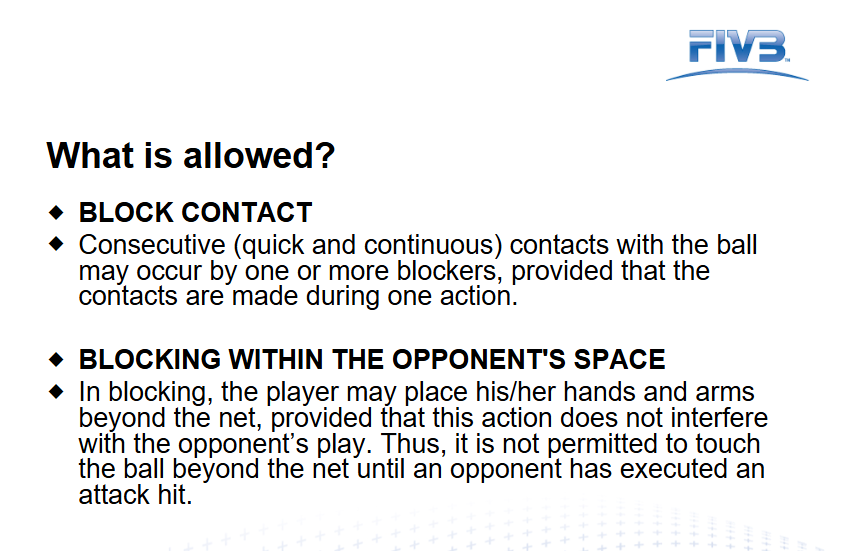 FIVB™
What is allowed?
◆ BLOCK CONTACT
◆ Consecutive (quick and continuous) contacts with the ball
may occur by one or more blockers, provided that the
contacts are made during one action.
◆ BLOCKING WITHIN THE OPPONENT'S SPACE
◆ In blocking, the player may place his/her hands and arms
beyond the net, provided that this action does not interfere
with the opponent’s play. Thus, it is not permitted to touch
the ball beyond the net until an opponent has executed an
attack hit.